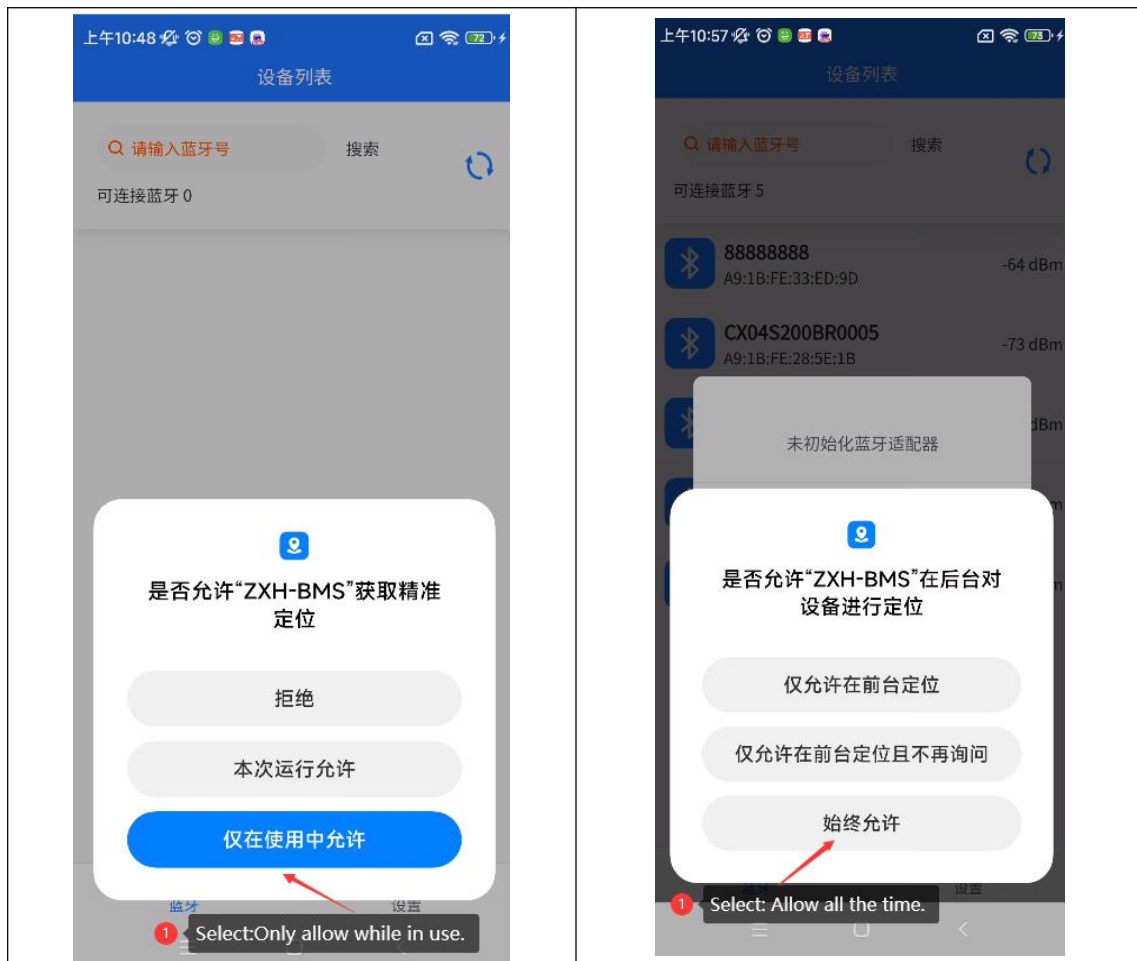 上午10:48
72
设备列表
请输入蓝牙号
搜索
可连接蓝牙 0
是否允许“ZXH-BMS”获取精准
定位
拒绝
本次运行允许
仅在使用中允许
蓝牙
设置
1 Select:Only allow while in use.
上午10:57
73
设备列表
请输入蓝牙号
搜索
可连接蓝牙 5
88888888
-64 dBm
A9:1B:FE:33:ED:9D
CX04S200BR0005
-73 dBm
A9:1B:FE:28:5E:1B
dBm
未初始化蓝牙适配器
m
是否允许“ZXH-BMS”在后台对
设备进行定位
仅允许在前台定位
仅允许在前台定位且不再询问
始终允许
设置
1 Select: Allow all the time.